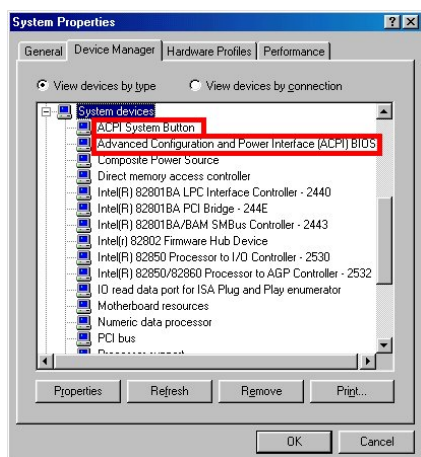 System Properties
General Device Manager Hardware Profiles Performance
View devices by type View devices by connection
System devices
ACPI System Button
Advanced Configuration and Power Interface (ACPI) BIOS
Composite Power Source
Direct memory access controller
Intel(R) 82801BA LPC Interface Controller - 2440
Intel(R) 82801BA PCI Bridge - 244E
Intel(R) 82801BA/BAM SMBus Controller - 2443
Intel(r) 82802 Firmware Hub Device
Intel(R) 82850 Processor to I/O Controller - 2530
Intel(R) 82850/82860 Processor to AGP Controller - 2532
IO read data port for ISA Plug and Play enumerator
Motherboard resources
Numeric data processor
PCI bus
Properties Refresh Remove Print...
OK Cancel